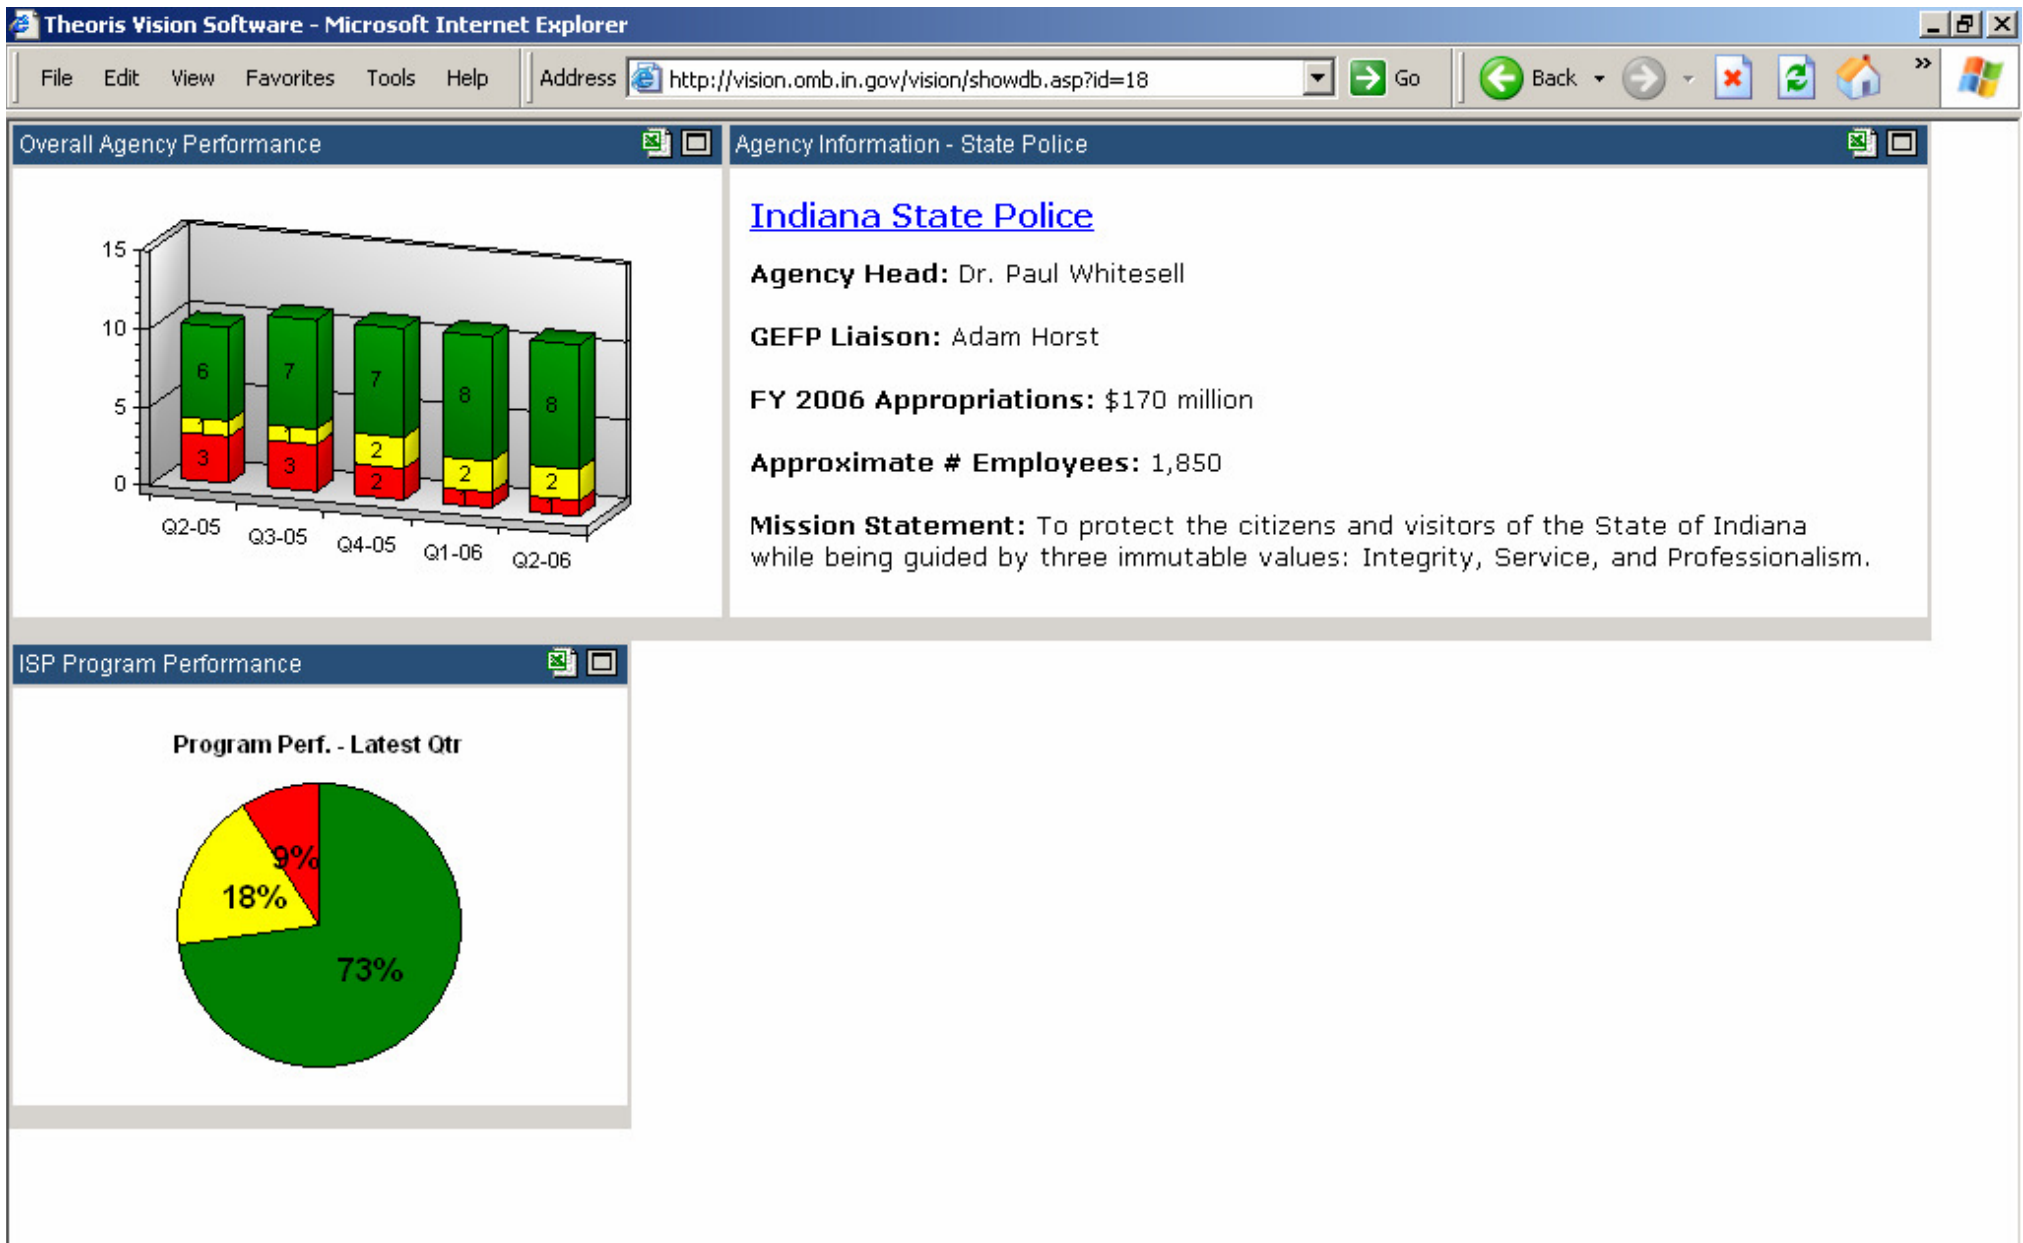 Theoris Vision Software - Microsoft Internet Explorer
File Edit View Favorites Tools Help Address http://vision.omb.in.gov/vision/showdb.asp?id=18 Go Back »
Overall Agency Performance
15
10
5
0
6 7 7 8 8
1 1 2 2 2
3 3 2 1 1
Q2-05 Q3-05 Q4-05 Q1-06 Q2-06
Agency Information - State Police
Indiana State Police
Agency Head: Dr. Paul Whitesell
GEFP Liaison: Adam Horst
FY 2006 Appropriations: $170 million
Approximate # Employees: 1,850
Mission Statement: To protect the citizens and visitors of the State of Indiana
while being guided by three immutable values: Integrity, Service, and Professionalism.
ISP Program Performance
Program Perf. - Latest Qtr
9%
18%
73%